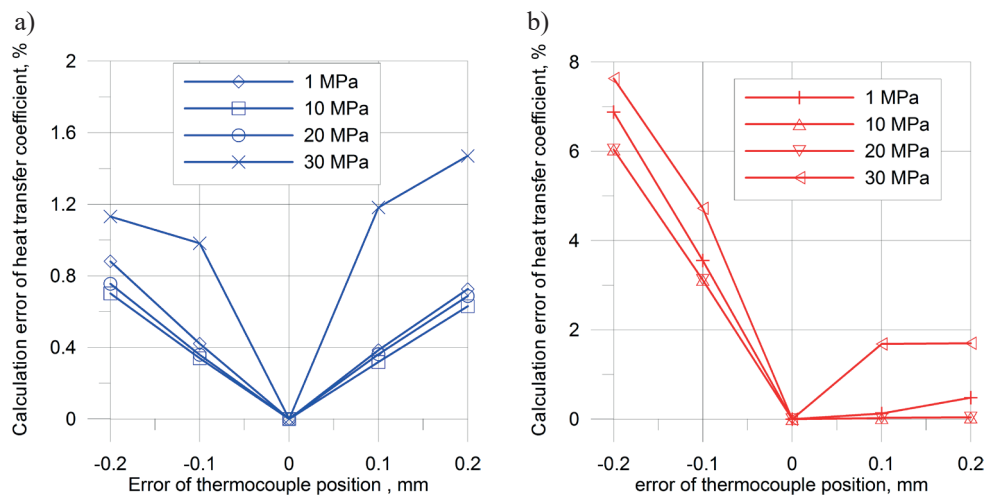 a)
Calculation error of heat transfer coefficient, %
2
1.6
1.2
0.8
0.4
0
1 MPa
10 MPa
20 MPa
30 MPa
-0.2 -0.1 0 0.1 0.2
Error of thermocouple position , mm
b)
Calculation error of heat transfer coefficient, %
8
6
4
2
0
1 MPa
10 MPa
20 MPa
30 MPa
-0.2 -0.1 0 0.1 0.2
error of thermocouple position, mm